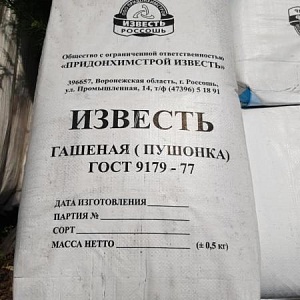 ИЗВЕСТЬ
РОССОШЬ
Общество с ограниченной ответственностью
«ПРИДОНХИМСТРОЙ ИЗВЕСТЬ»
396657, Воронежская область, г. Россошь,
ул. Промышленная, 14, т/ф (47396) 5 18 91
ИЗВЕСТЬ
ГАШЕНАЯ ( ПУШОНКА)
ГОСТ 9179 - 77
ДАТА ИЗГОТОВЛЕНИЯ
ПАРТИЯ №
СОРТ
МАССА НЕТТО (± 0,5 кг)